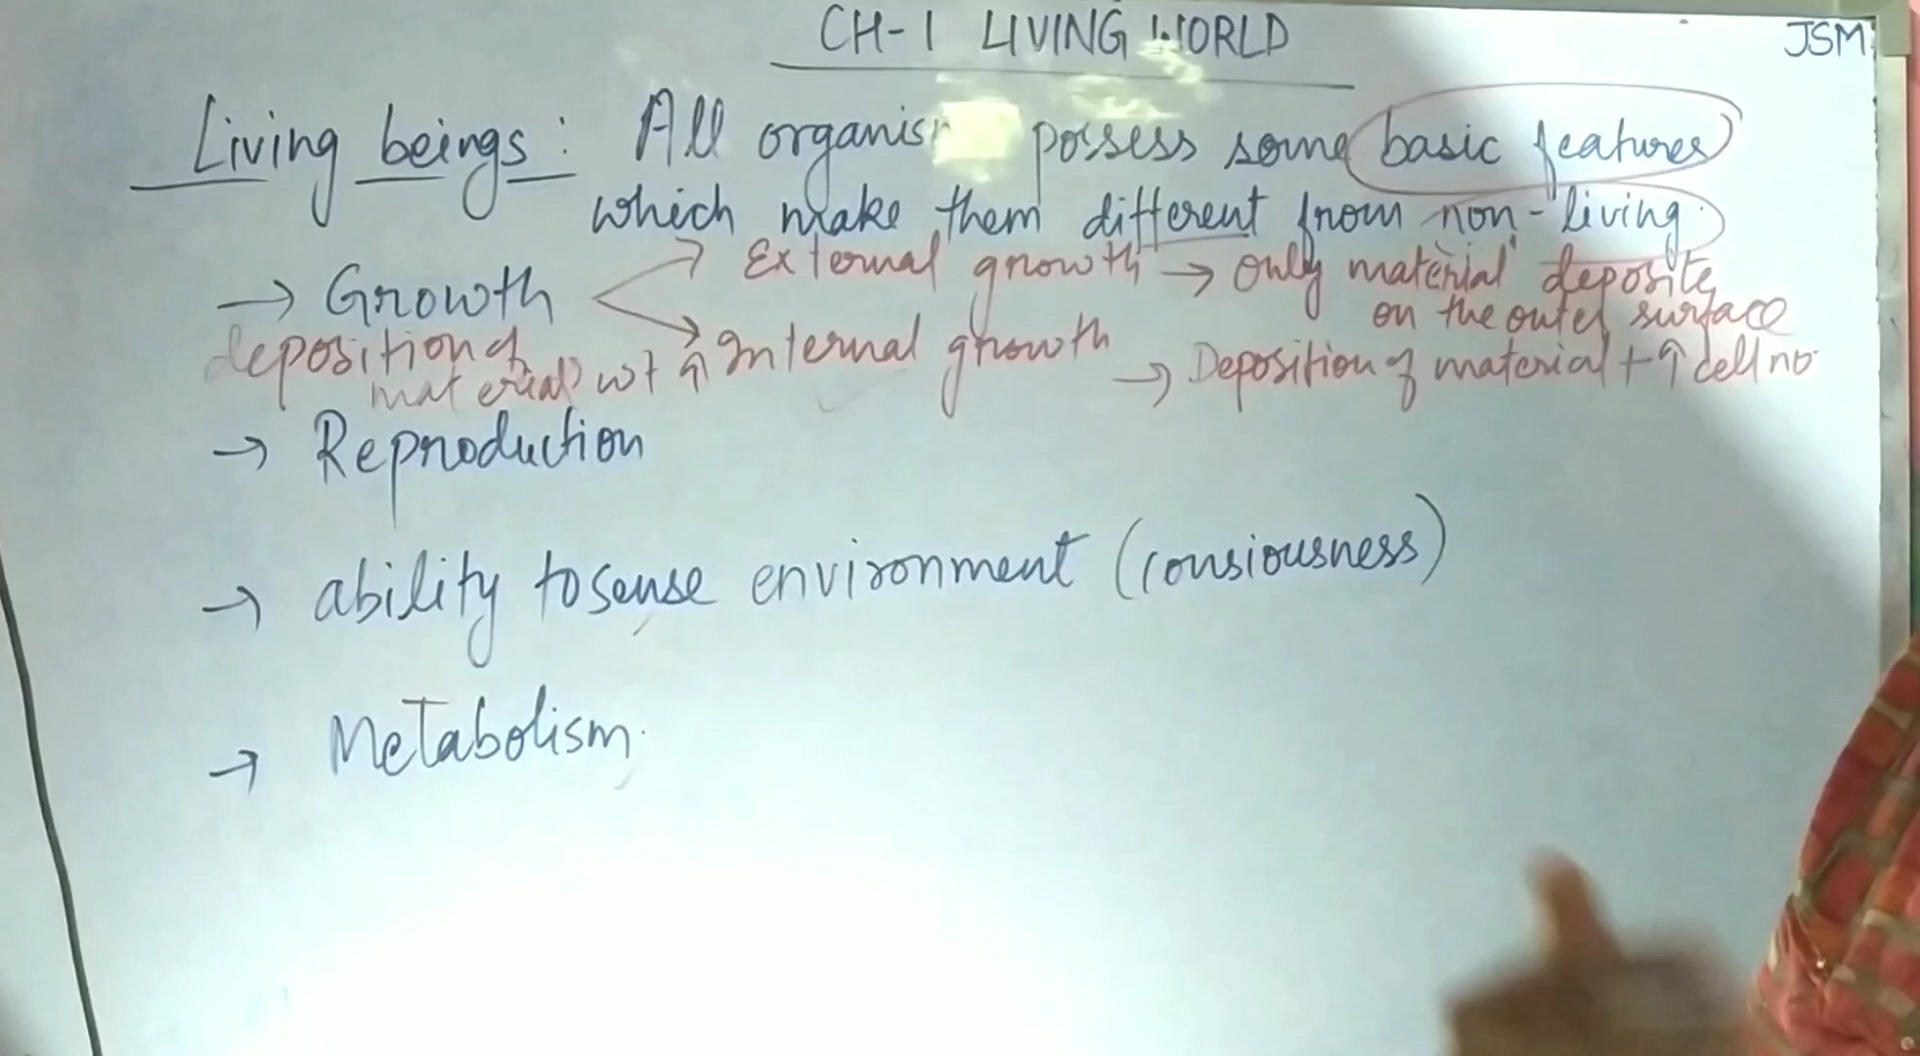 CH-1 LIVING WORLD
JSM
Living beings: All organis possess some basic features
which make them different from non-living
→ Growth
External growth → only material deposite
on the outer surface
deposition of
material wt ↑
Internal growth
→ Deposition of material + ↑ cell no.
→ Reproduction
→ ability to sense environment (consiousness)
→ Metabolism.